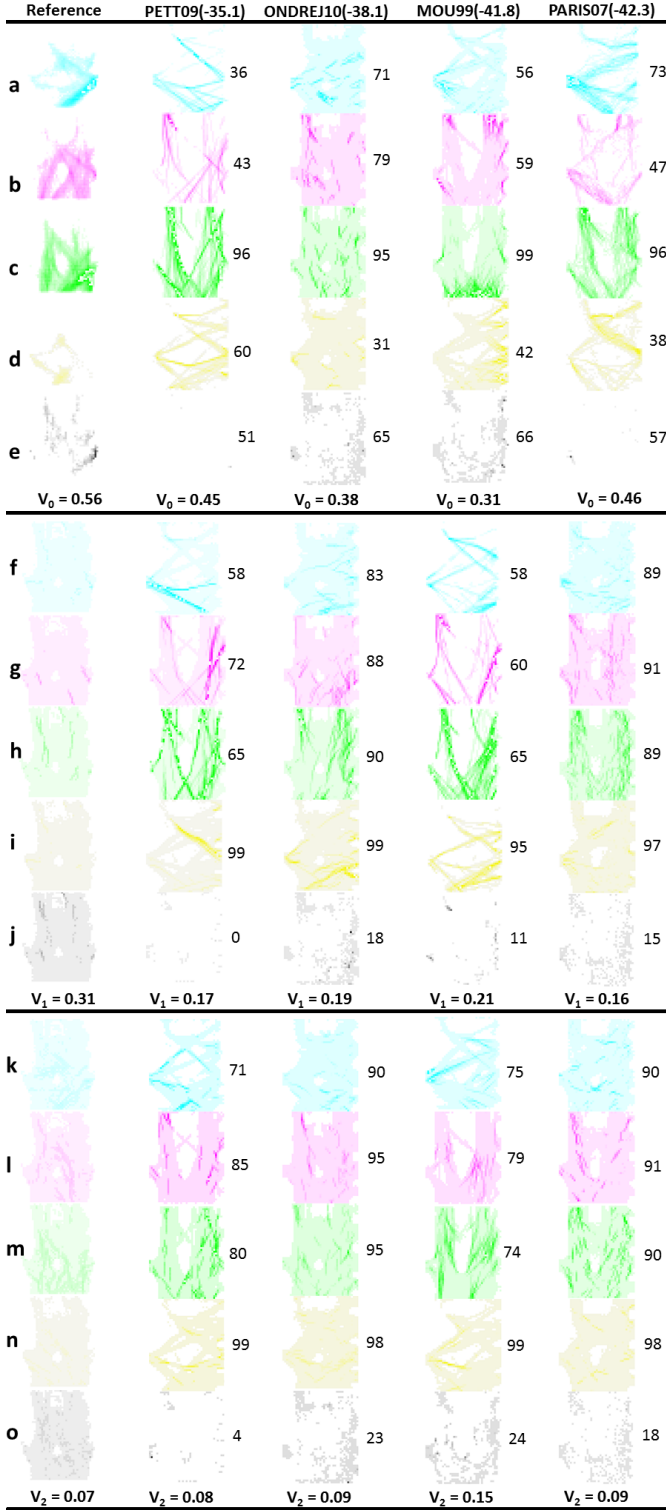 Reference PETT09(-35.1) ONDREJ10(-38.1) MOU99(-41.8) PARIS07(-42.3)
a 36 71 56 73
b 43 79 59 47
c 96 95 99 96
d 60 31 42 38
e 51 65 66 57
V0 = 0.56 V0 = 0.45 V0 = 0.38 V0 = 0.31 V0 = 0.46
f 58 83 58 89
g 72 88 60 91
h 65 90 65 89
i 99 99 95 97
j 0 18 11 15
V1 = 0.31 V1 = 0.17 V1 = 0.19 V1 = 0.21 V1 = 0.16
k 71 90 75 90
l 85 95 79 91
m 80 95 74 90
n 99 98 99 98
o 4 23 24 18
V2 = 0.07 V2 = 0.08 V2 = 0.09 V2 = 0.15 V2 = 0.09